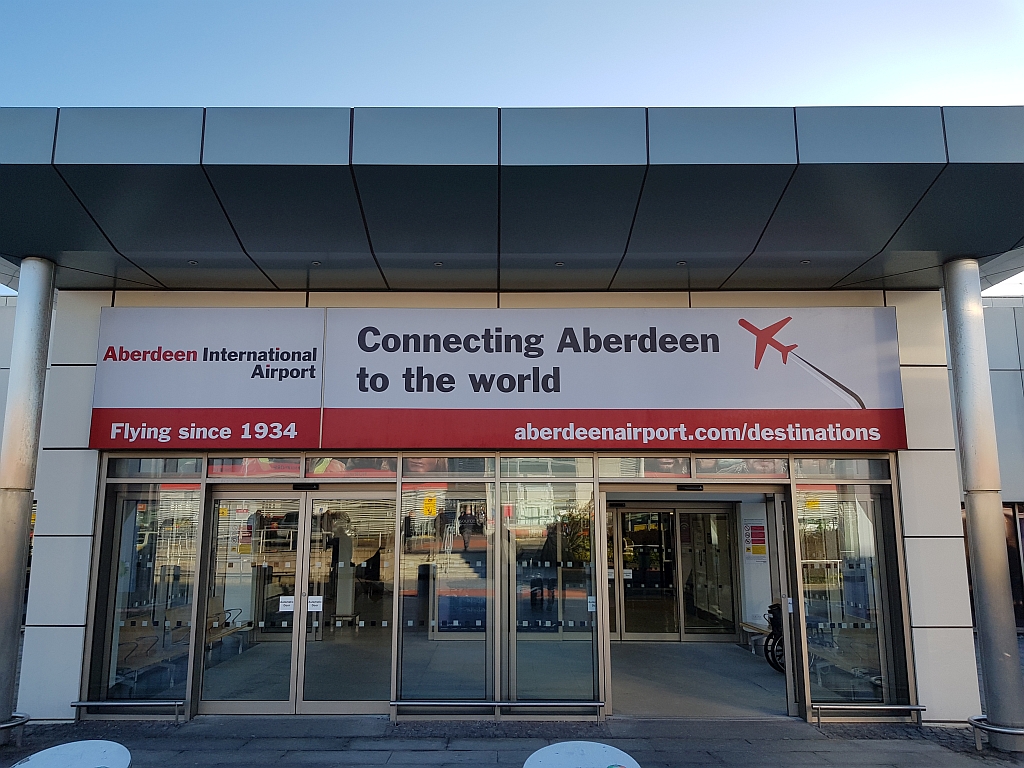 Aberdeen International
Airport
Flying since 1934
Connecting Aberdeen
to the world
aberdeenairport.com/destinations